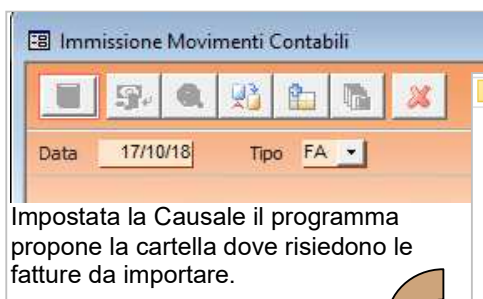 Immissione Movimenti Contabili
Data 17/10/18 Tipo FA
Impostata la Causale il programma
propone la cartella dove risiedono le
fatture da importare.